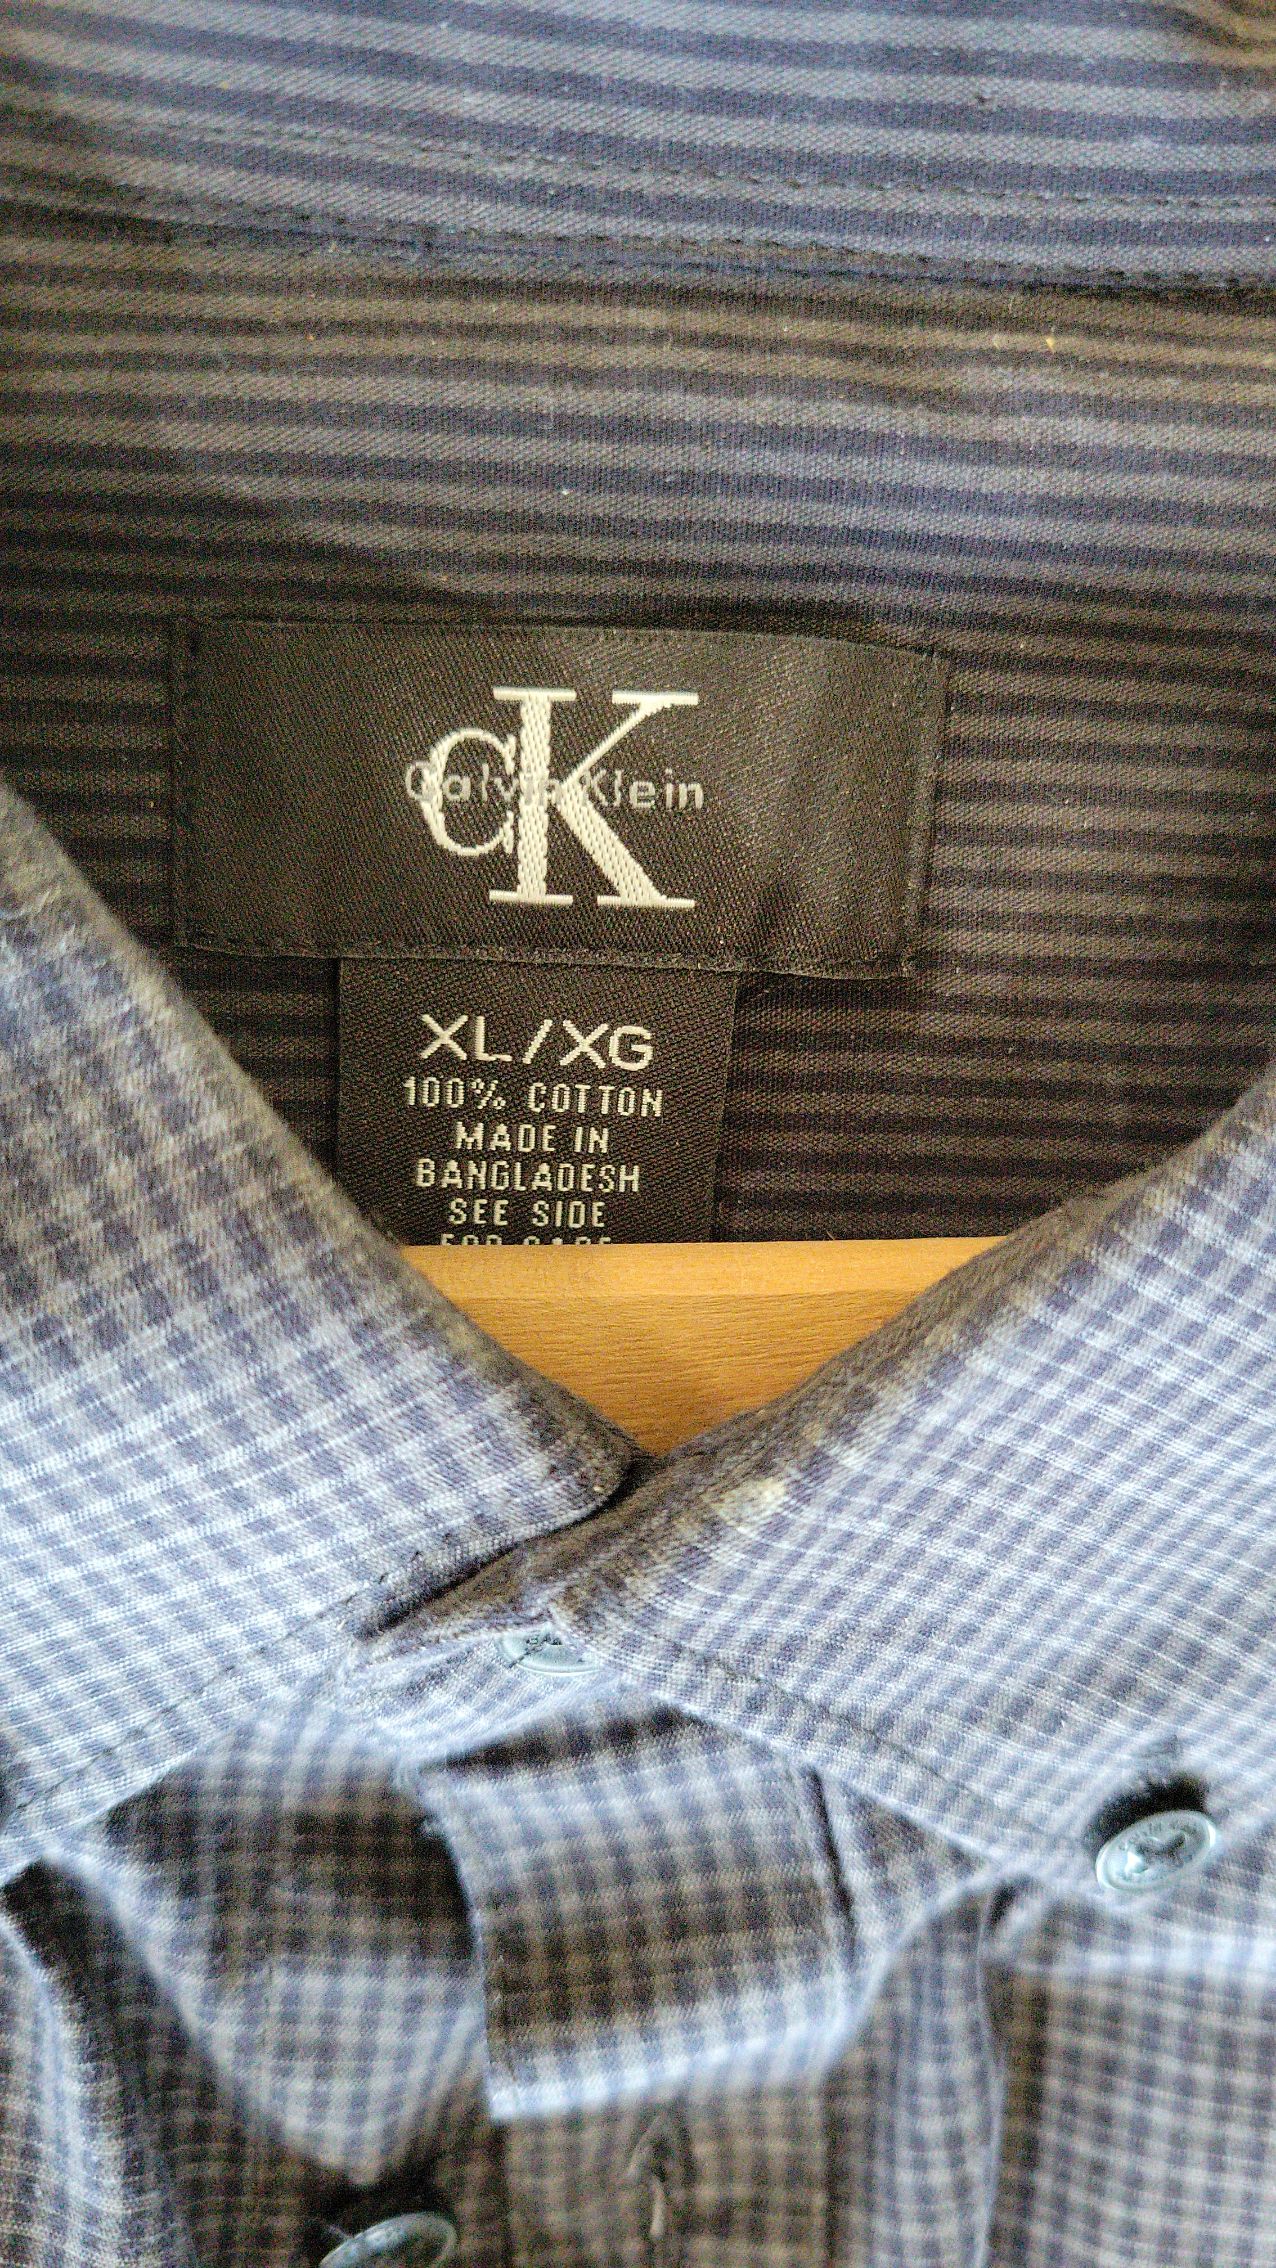 CK
Calvin Klein
XL/XG
100% COTTON
MADE IN
BANGLADESH
SEE SIDE